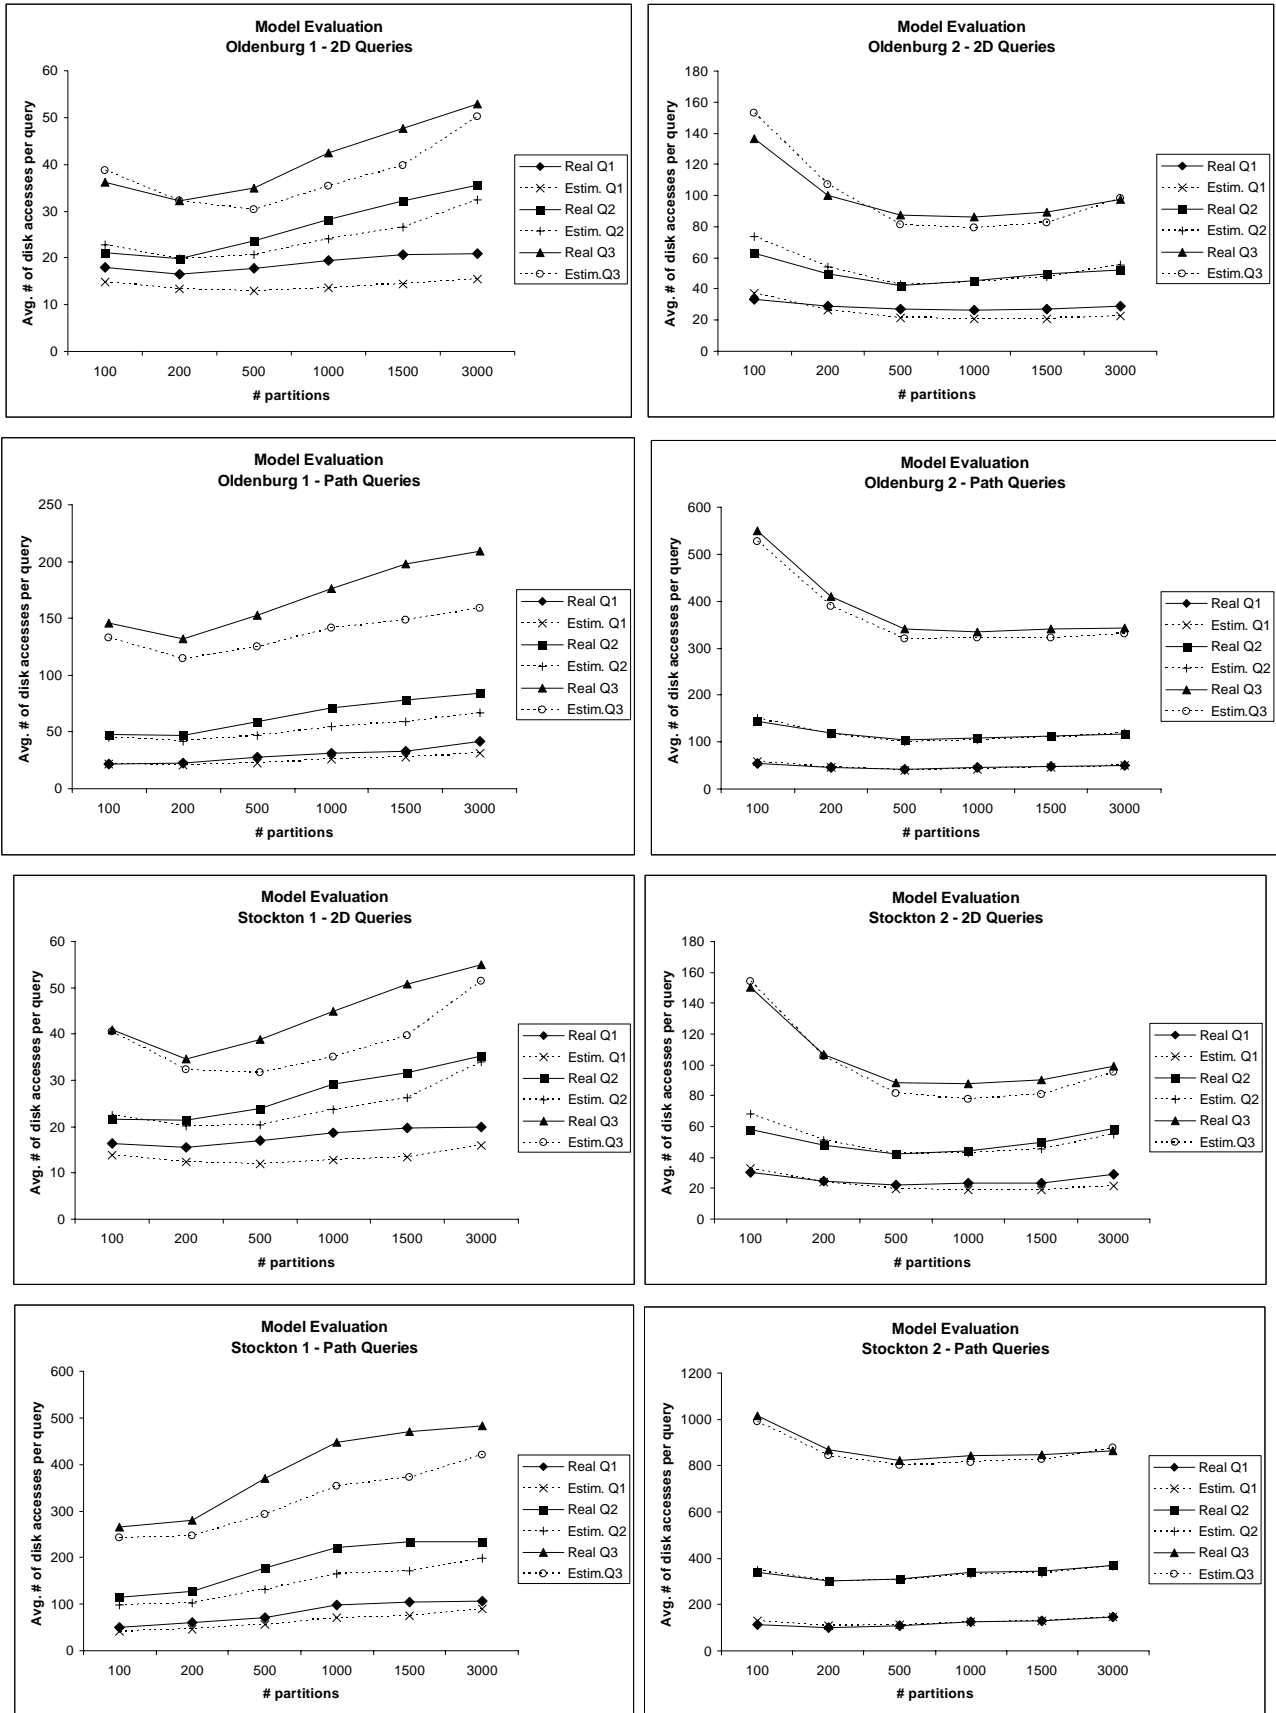 Model Evaluation
Oldenburg 1 - 2D Queries
60
50
40
30
20
10
0
Avg. # of disk accesses per query
100 200 500 1000 1500 3000
# partitions
Real Q1
Estim. Q1
Real Q2
Estim. Q2
Real Q3
Estim.Q3
Model Evaluation
Oldenburg 2 - 2D Queries
180
160
140
120
100
80
60
40
20
0
Avg. # of disk accesses per query
100 200 500 1000 1500 3000
# partitions
Real Q1
Estim. Q1
Real Q2
Estim. Q2
Real Q3
Estim.Q3
Model Evaluation
Oldenburg 1 - Path Queries
250
200
150
100
50
0
Avg. # of disk accesses per query
100 200 500 1000 1500 3000
# partitions
Real Q1
Estim. Q1
Real Q2
Estim. Q2
Real Q3
Estim.Q3
Model Evaluation
Oldenburg 2 - Path Queries
600
500
400
300
200
100
0
Avg. # of disk accesses per query
100 200 500 1000 1500 3000
# partitions
Real Q1
Estim. Q1
Real Q2
Estim. Q2
Real Q3
Estim.Q3
Model Evaluation
Stockton 1 - 2D Queries
60
50
40
30
20
10
0
Avg. # of disk accesses per query
100 200 500 1000 1500 3000
# partitions
Real Q1
Estim. Q1
Real Q2
Estim. Q2
Real Q3
Estim.Q3
Model Evaluation
Stockton 2 - 2D Queries
180
160
140
120
100
80
60
40
20
0
Avg. # of disk accesses per query
100 200 500 1000 1500 3000
# partitions
Real Q1
Estim. Q1
Real Q2
Estim. Q2
Real Q3
Estim.Q3
Model Evaluation
Stockton 1 - Path Queries
600
500
400
300
200
100
0
Avg. # of disk accesses per query
100 200 500 1000 1500 3000
# partitions
Real Q1
Estim. Q1
Real Q2
Estim. Q2
Real Q3
Estim.Q3
Model Evaluation
Stockton 2 - Path Queries
1200
1000
800
600
400
200
0
Avg. # of disk accesses per query
100 200 500 1000 1500 3000
# partitions
Real Q1
Estim. Q1
Real Q2
Estim. Q2
Real Q3
Estim.Q3